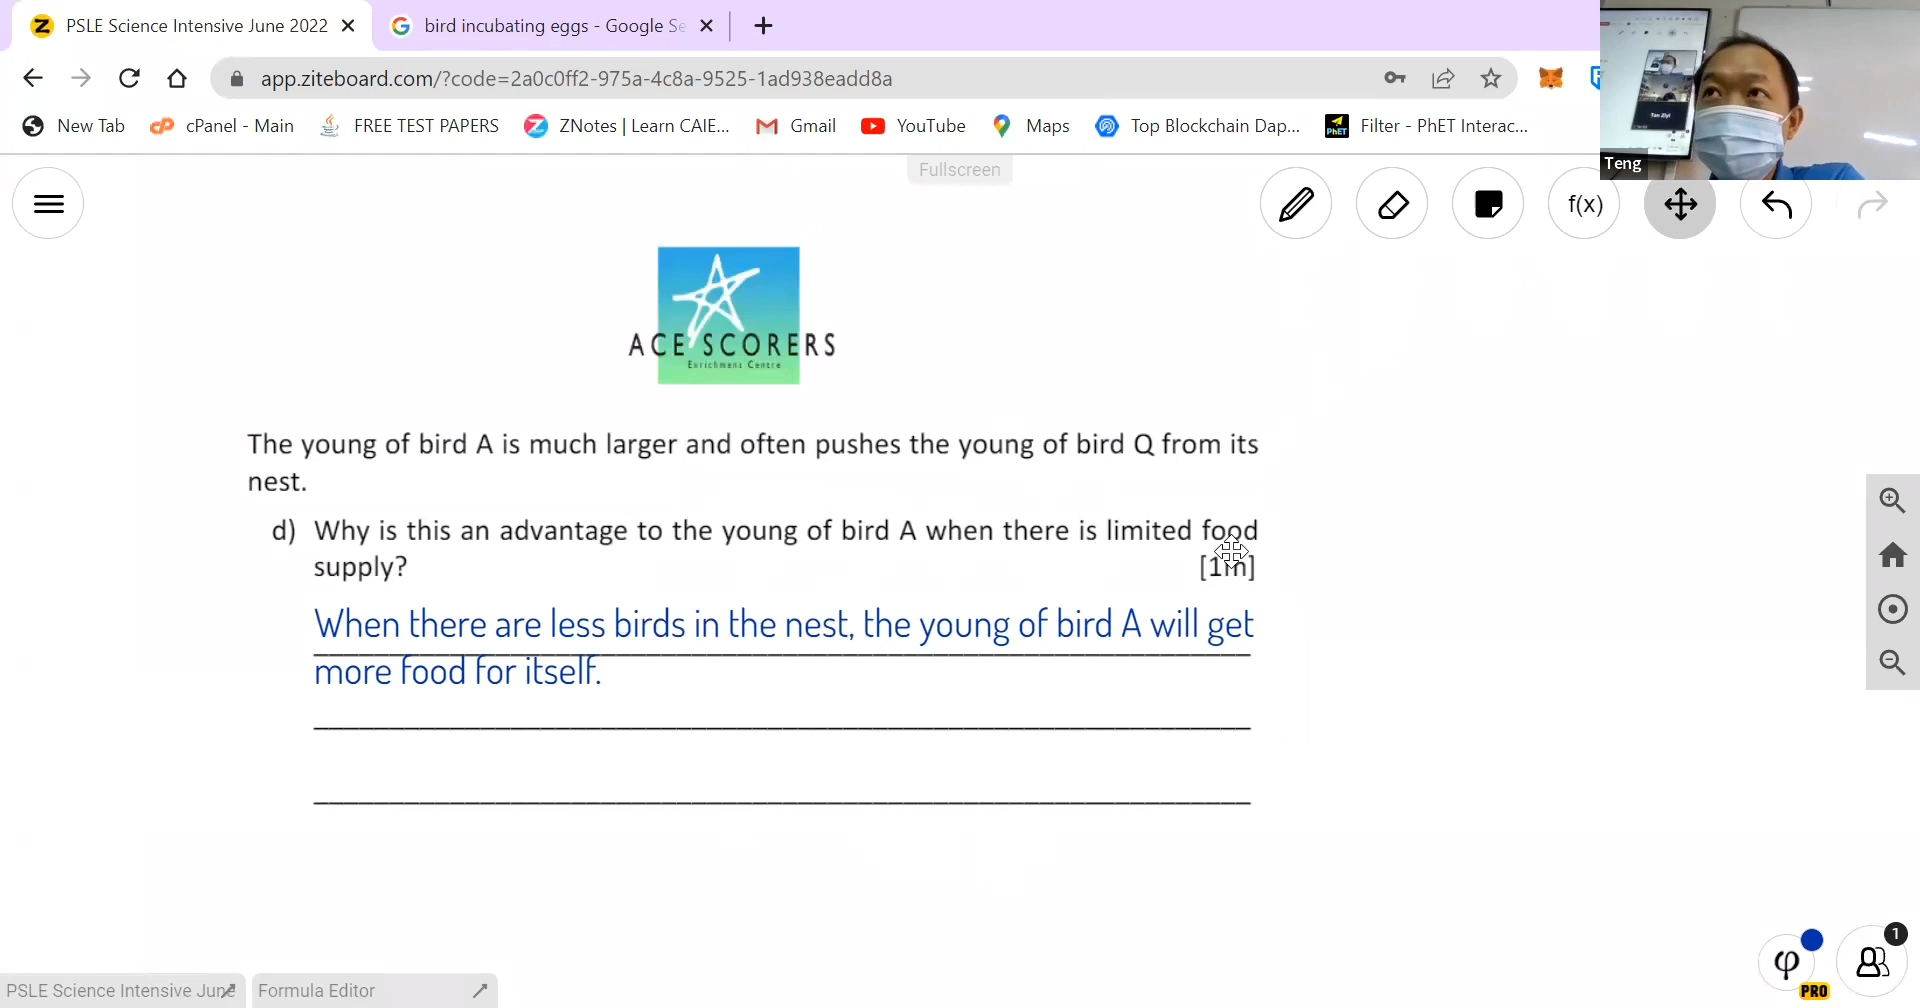 PSLE Science Intensive June 2022
bird incubating eggs - Google Se
app.ziteboard.com/?code=2a0c0ff2-975a-4c8a-9525-1ad938eadd8a
New Tab
cPanel - Main
FREE TEST PAPERS
ZNotes | Learn CAIE...
Gmail
YouTube
Maps
Top Blockchain Dap...
PhET
Filter - PhET Interac...
Tan Ziyi
Teng
Fullscreen
f(x)
ACE SCORERS
Enrichment Centre
The young of bird A is much larger and often pushes the young of bird Q from its
nest.
d) Why is this an advantage to the young of bird A when there is limited food
supply? [1m]
When there are less birds in the nest, the young of bird A will get
more food for itself.
1
φ
PRO
PSLE Science Intensive June
Formula Editor